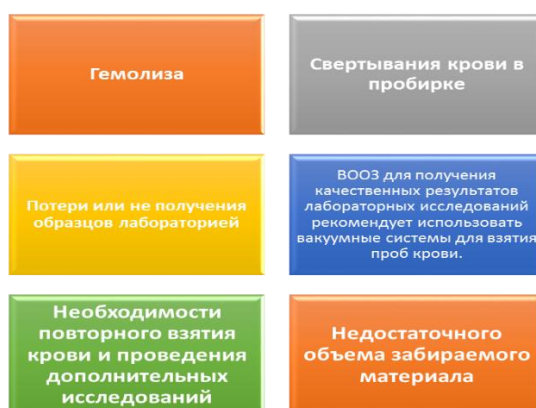 Гемолиза
Свертывания крови в
пробирке
Потери или не получения
образцов лабораторией
ВООЗ для получения
качественных результатов
лабораторных исследований
рекомендует использовать
вакуумные системы для взятия
проб крови.
Необходимости
повторного взятия
крови и проведения
дополнительных
исследований
Недостаточного
объема забираемого
материала